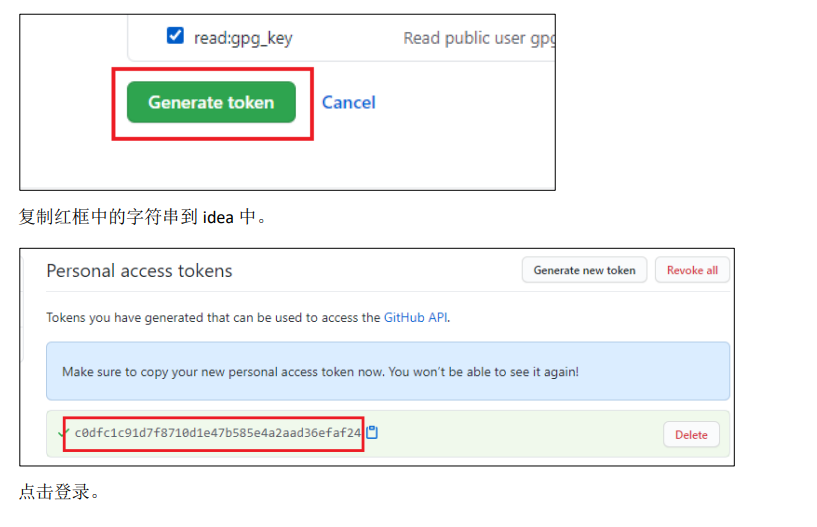 read:gpg_key Read public user gpg
Generate token Cancel
复制红框中的字符串到 idea 中。
Personal access tokens Generate new token Revoke all
Tokens you have generated that can be used to access the GitHub API.
Make sure to copy your new personal access token now. You won't be able to see it again!
c0dfc1c91d7f8710d1e47b585e4a2aad36efaf24 Delete
点击登录。